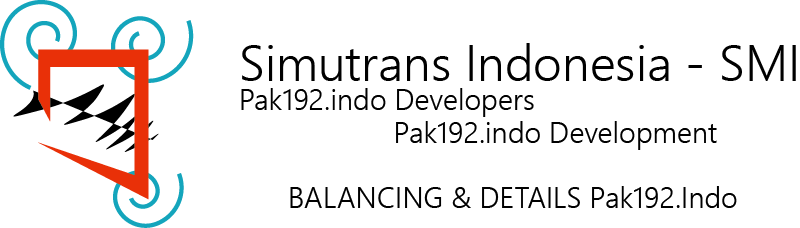 Simutrans Indonesia - SMI
Pak192.indo Developers
Pak192.indo Development
BALANCING & DETAILS Pak192.Indo